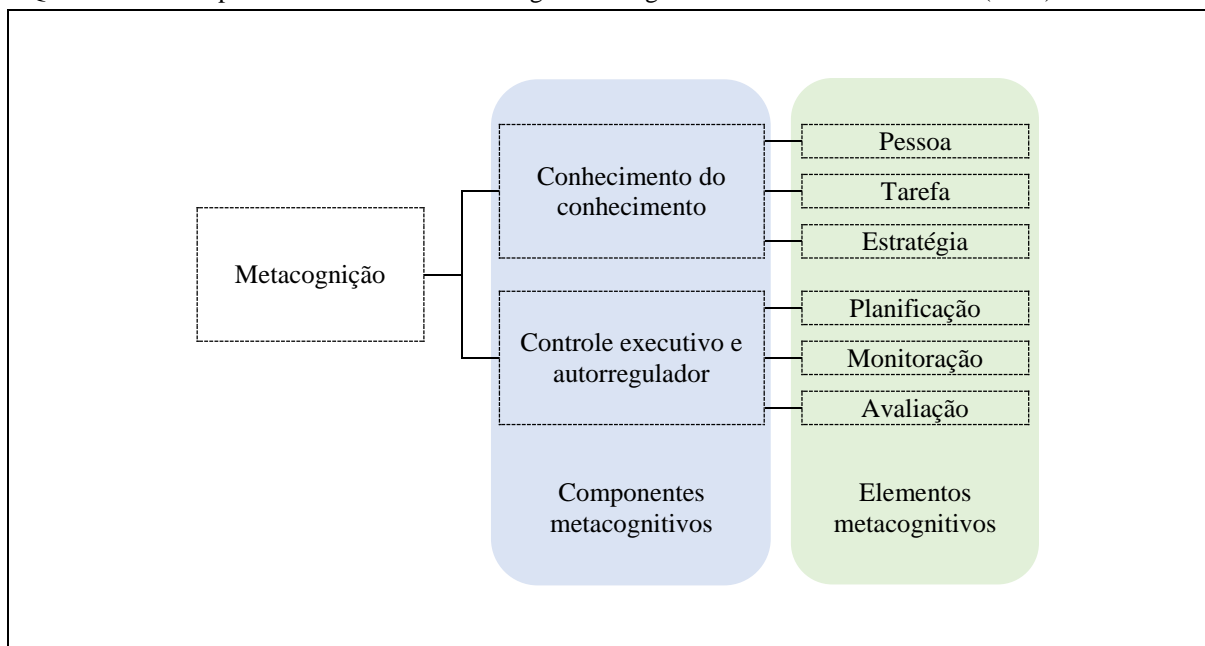 Metacognição
Conhecimento do
conhecimento
Pessoa
Tarefa
Estratégia
Controle executivo e
autorregulador
Planificação
Monitoração
Avaliação
Componentes
metacognitivos
Elementos
metacognitivos